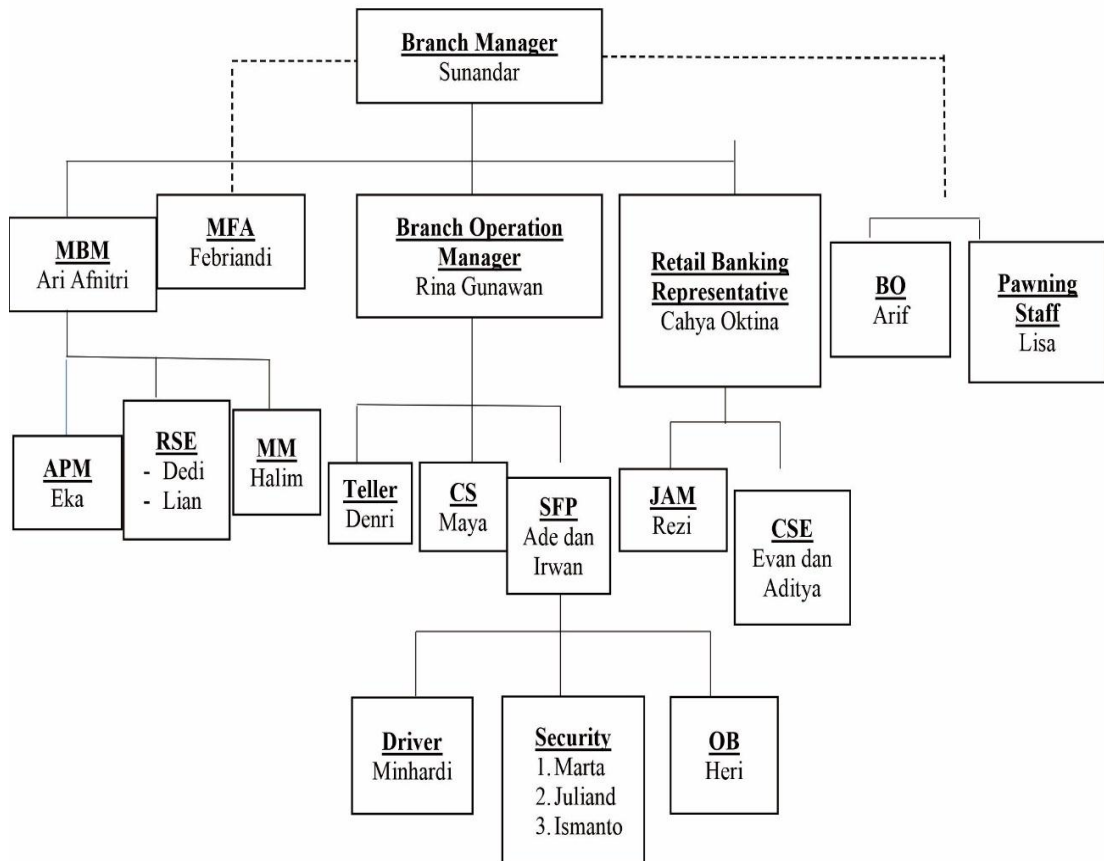 Branch Manager
Sunandar
MFA
Febriandi
MBM
Ari Afnitri
Branch Operation
Manager
Rina Gunawan
Retail Banking
Representative
Cahya Oktina
BO
Arif
Pawning
Staff
Lisa
APM
Eka
RSE
- Dedi
- Lian
MM
Halim
Teller
Denri
CS
Maya
SFP
Ade dan
Irwan
JAM
Rezi
CSE
Evan dan
Aditya
Driver
Minhardi
Security
1. Marta
2. Juliand
3. Ismanto
OB
Heri